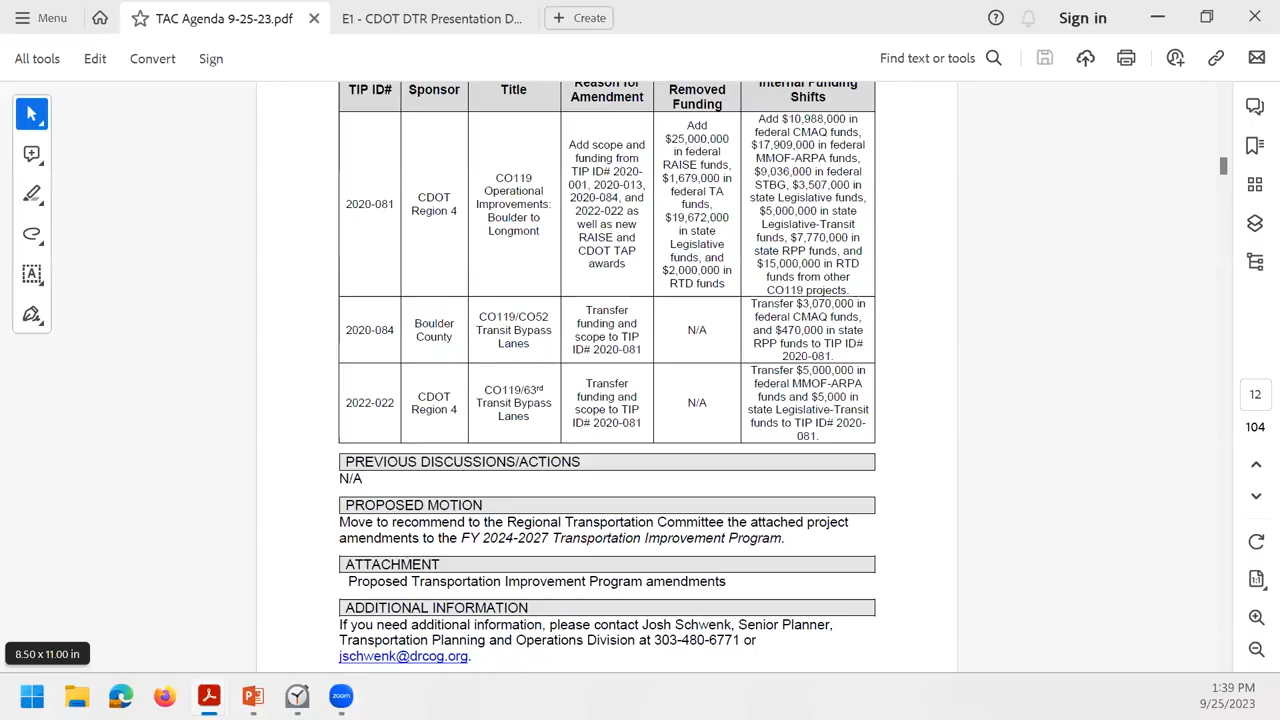 Menu
TAC Agenda 9-25-23.pdf
E1 - CDOT DTR Presentation D...
Create
Sign in
All tools
Edit
Convert
Sign
Find text or tools
TIP ID#
Sponsor
Title
Reason for
Amendment
Removed
Funding
Internal Funding
Shifts
2020-081
CDOT
Region 4
CO119
Operational
Improvements:
Boulder to
Longmont
Add scope and
funding from
TIP ID# 2020-
001, 2020-013,
2020-084, and
2022-022 as
well as new
RAISE and
CDOT TAP
awards
Add
$25,000,000
in federal
RAISE funds,
$1,679,000 in
federal TA
funds,
$19,672,000
in state
Legislative
funds, and
$2,000,000 in
RTD funds
Add $10,988,000 in
federal CMAQ funds,
$17,909,000 in federal
MMOF-ARPA funds,
$9,036,000 in federal
STBG, $3,507,000 in
state Legislative funds,
$5,000,000 in state
Legislative-Transit
funds, $7,770,000 in
state RPP funds, and
$15,000,000 in RTD
funds from other
CO119 projects.
2020-084
Boulder
County
CO119/CO52
Transit Bypass
Lanes
Transfer
funding and
scope to TIP
ID# 2020-081
N/A
Transfer $3,070,000 in
federal CMAQ funds,
and $470,000 in state
RPP funds to TIP ID#
2020-081.
2022-022
CDOT
Region 4
CO119/63rd
Transit Bypass
Lanes
Transfer
funding and
scope to TIP
ID# 2020-081
N/A
Transfer $5,000,000 in
federal MMOF-ARPA
funds and $5,000 in
state Legislative-Transit
funds to TIP ID# 2020-
081.
PREVIOUS DISCUSSIONS/ACTIONS
N/A
PROPOSED MOTION
Move to recommend to the Regional Transportation Committee the attached project
amendments to the FY 2024-2027 Transportation Improvement Program.
ATTACHMENT
Proposed Transportation Improvement Program amendments
ADDITIONAL INFORMATION
If you need additional information, please contact Josh Schwenk, Senior Planner,
Transportation Planning and Operations Division at 303-480-6771 or
jschwenk@drcog.org.
8.50 x 11.00 in
12
104
1:1
zoom
1:39 PM
9/25/2023